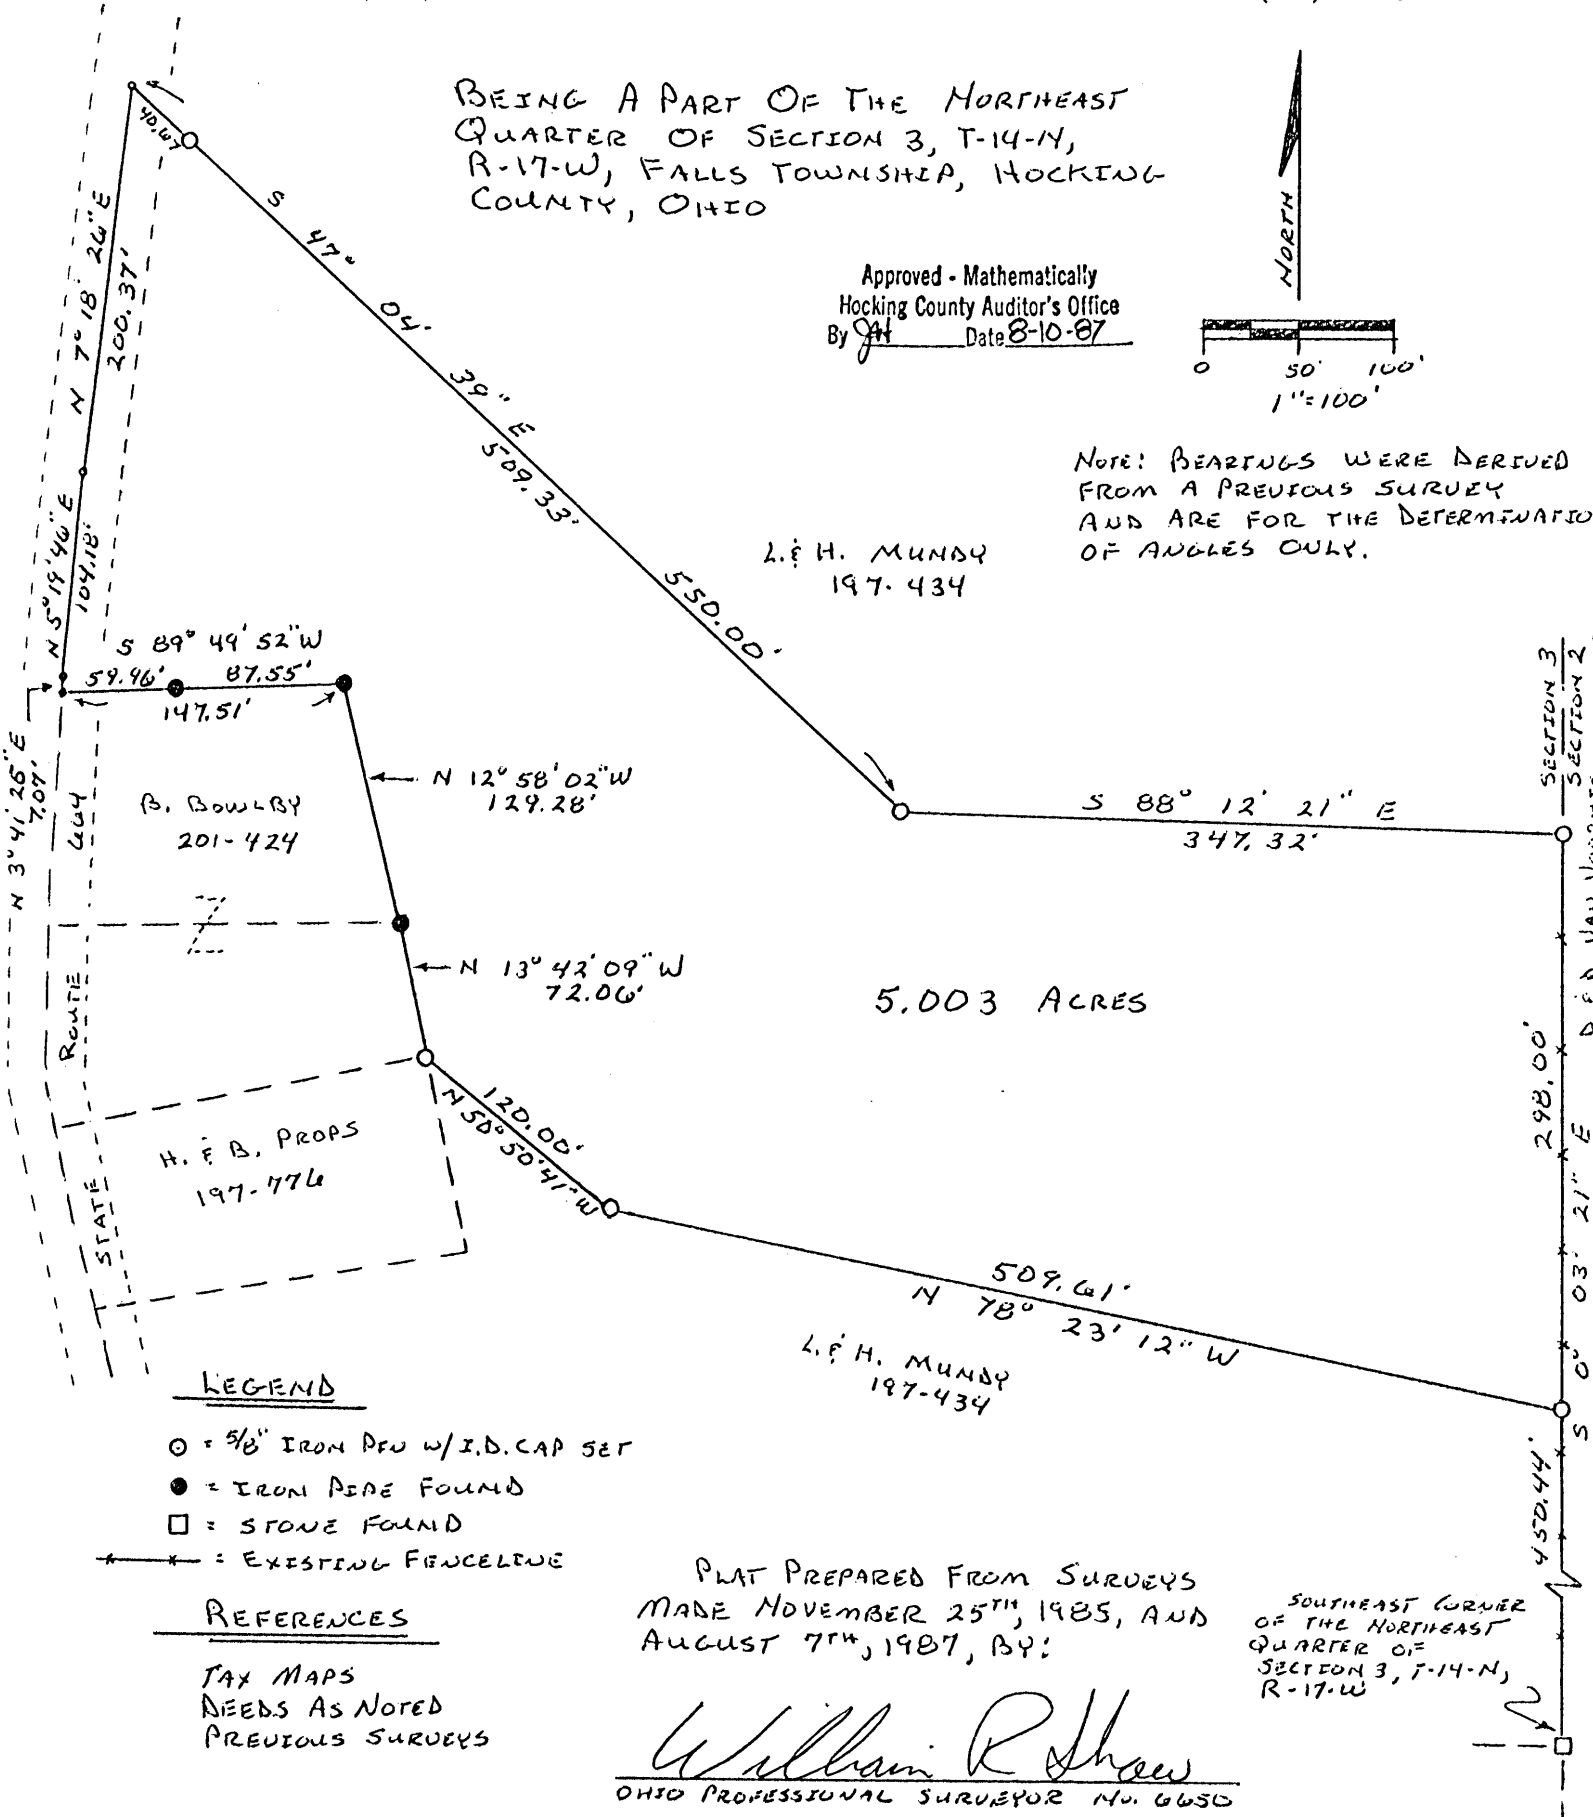 BEING A PART OF THE NORTHEAST
QUARTER OF SECTION 3, T-14-N,
R-17-W, FALLS TOWNSHIP, HOCKING
COUNTY, OHIO
Approved - Mathematically
Hocking County Auditor's Office
By JH Date 8-10-87
NORTH
0 50' 100'
1"=100'
NOTE: BEARINGS WERE DERIVED
FROM A PREVIOUS SURVEY
AND ARE FOR THE DETERMINATIO
OF ANGLES ONLY.
40.67
S 47° 04' 39" E
509.33'
550.00'
N 7° 18' 26" E
200.37'
N 5° 19' 46" E
104.18'
S 89° 49' 52" W
59.96' 87.55'
147.51'
N 3° 41' 25" E
7.07'
L. & H. MUNDY
197-434
SECTION 3
SECTION 2
S 88° 12' 21" E
347.32'
N 12° 58' 02" W
129.28'
B. BOWLBY
201-424
Z
N 13° 42' 09" W
72.06'
5.003 ACRES
298.00'
S 0° 03' 21" E
STATE ROUTE 664
H. & B. PROPS
197-776
120.00'
N 50° 50' 41" W
509.61'
N 78° 23' 12" W
L. & H. MUNDY
197-434
450.44'
LEGEND
= 5/8" IRON PIN W/ I.D. CAP SET
= IRON PIPE FOUND
= STONE FOUND
= EXISTING FENCELINE
REFERENCES
TAX MAPS
DEEDS AS NOTED
PREVIOUS SURVEYS
PLAT PREPARED FROM SURVEYS
MADE NOVEMBER 25TH, 1985, AND
AUGUST 7TH, 1987, BY:
SOUTHEAST CORNER
OF THE NORTHEAST
QUARTER OF
SECTION 3, T-14-N,
R-17-W
William R Shaw
OHIO PROFESSIONAL SURVEYOR No. 6650